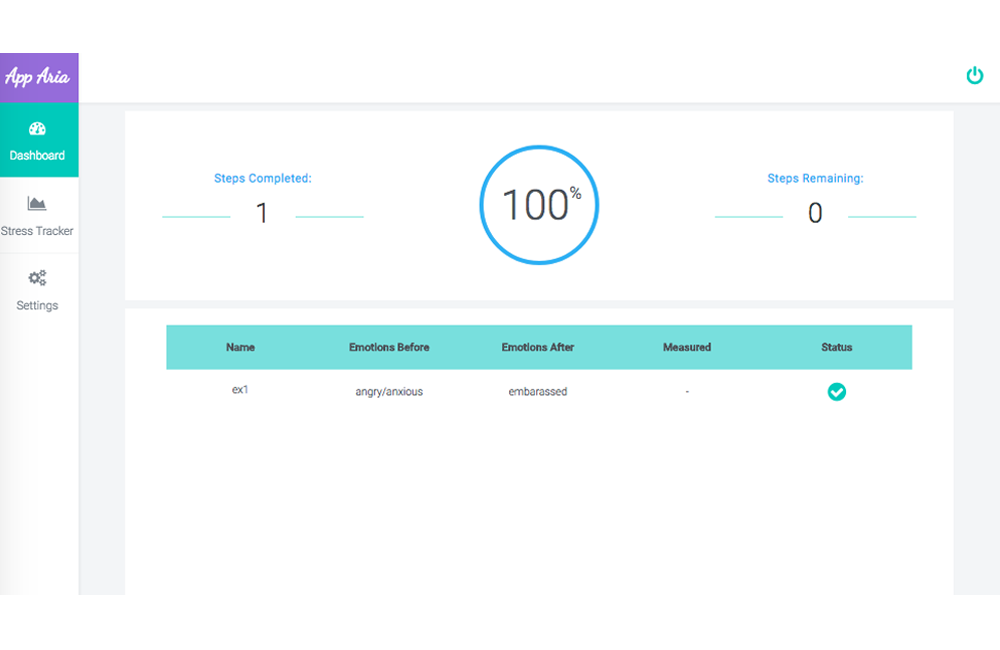 App Aria
Dashboard
Stress Tracker
Settings
Steps Completed:
1
100%
Steps Remaining:
0
Name Emotions Before Emotions After Measured Status
ex1 angry/anxious embarassed -